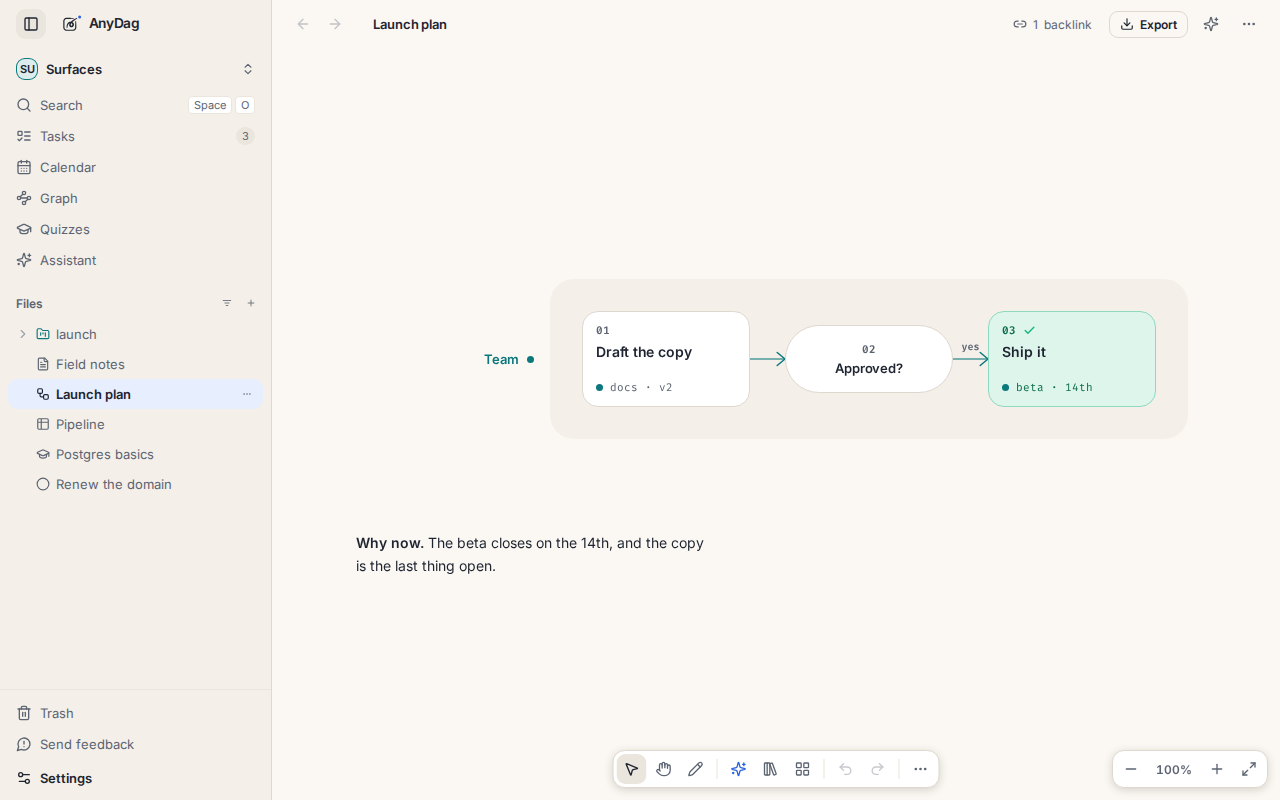 AnyDag
Launch plan
1 backlink
Export
SU Surfaces
Search Space O
Tasks 3
Calendar
Graph
Quizzes
Assistant
Files
launch
Field notes
Launch plan
Pipeline
Postgres basics
Renew the domain
Trash
Send feedback
Settings
Team
01
Draft the copy
docs · v2
02
Approved?
yes
03
Ship it
beta · 14th
Why now. The beta closes on the 14th, and the copy
is the last thing open.
100%